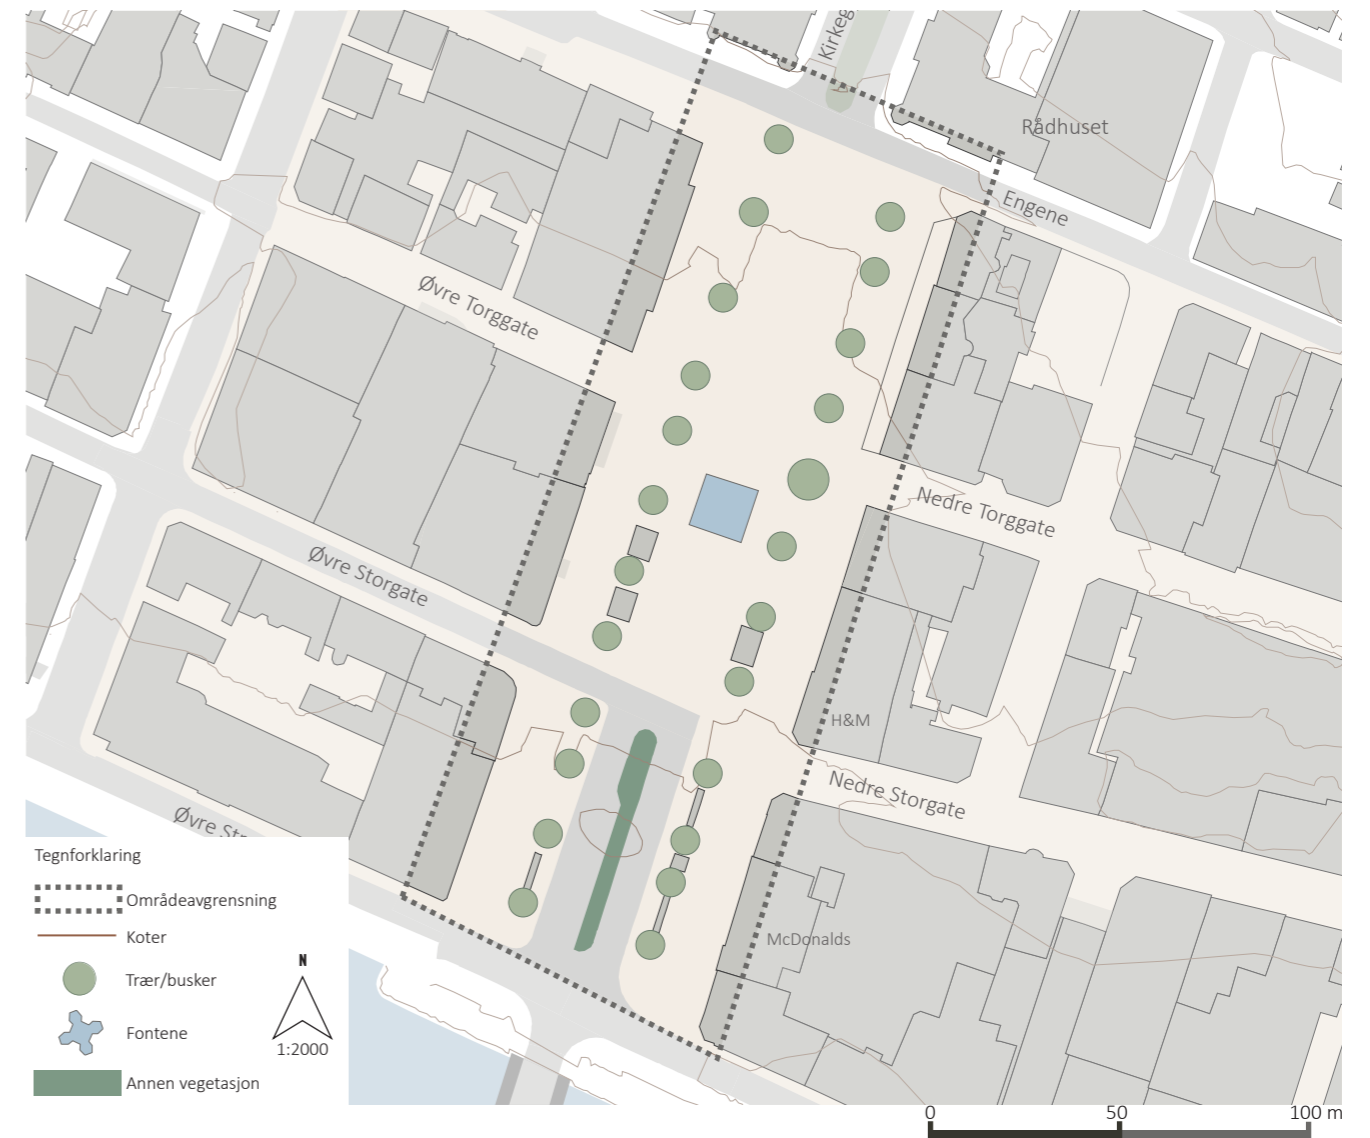 Kirkeg
Rådhuset
Engene
Øvre Torggate
Nedre Torggate
Øvre Storgate
H&M
Nedre Storgate
Øvre Str
McDonalds
Tegnforklaring
Områdeavgrensning
Koter
N
Trær/busker
Fontene
1:2000
Annen vegetasjon
0 50 100 m